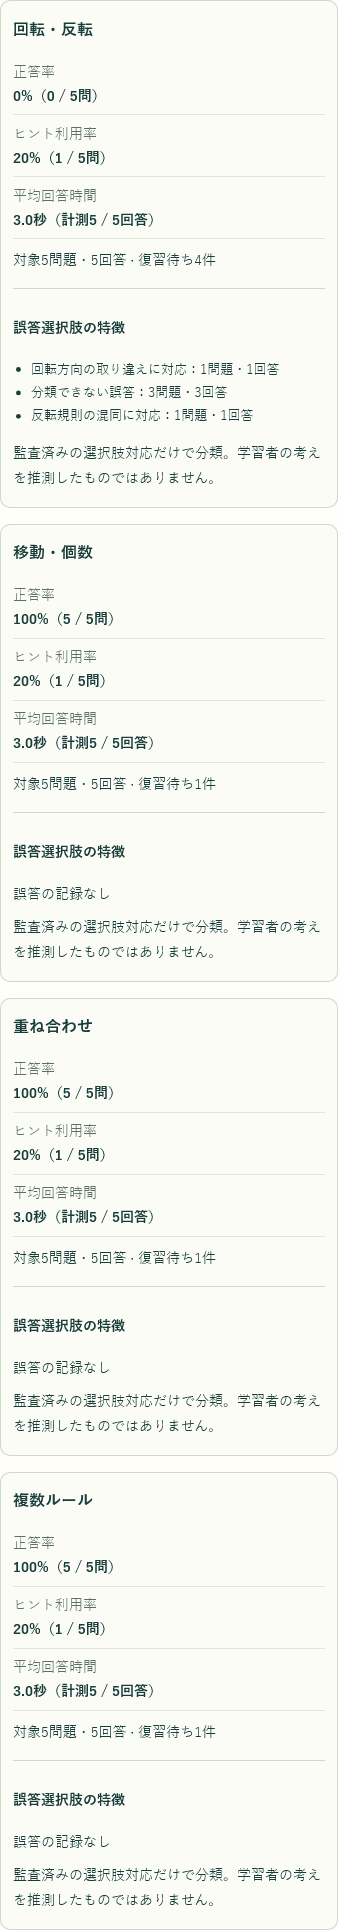 回転・反転
正答率
0%（0 / 5問）
ヒント利用率
20%（1 / 5問）
平均回答時間
3.0秒（計測5 / 5回答）
対象5問題・5回答・復習待ち4件
誤答選択肢の特徴
• 回転方向の取り違えに対応：1問題・1回答
• 分類できない誤答：3問題・3回答
• 反転規則の混同に対応：1問題・1回答
監査済みの選択肢対応だけで分類。学習者の考え
を推測したものではありません。
移動・個数
正答率
100%（5 / 5問）
ヒント利用率
20%（1 / 5問）
平均回答時間
3.0秒（計測5 / 5回答）
対象5問題・5回答・復習待ち1件
誤答選択肢の特徴
誤答の記録なし
監査済みの選択肢対応だけで分類。学習者の考え
を推測したものではありません。
重ね合わせ
正答率
100%（5 / 5問）
ヒント利用率
20%（1 / 5問）
平均回答時間
3.0秒（計測5 / 5回答）
対象5問題・5回答・復習待ち1件
誤答選択肢の特徴
誤答の記録なし
監査済みの選択肢対応だけで分類。学習者の考え
を推測したものではありません。
複数ルール
正答率
100%（5 / 5問）
ヒント利用率
20%（1 / 5問）
平均回答時間
3.0秒（計測5 / 5回答）
対象5問題・5回答・復習待ち1件
誤答選択肢の特徴
誤答の記録なし
監査済みの選択肢対応だけで分類。学習者の考え
を推測したものではありません。